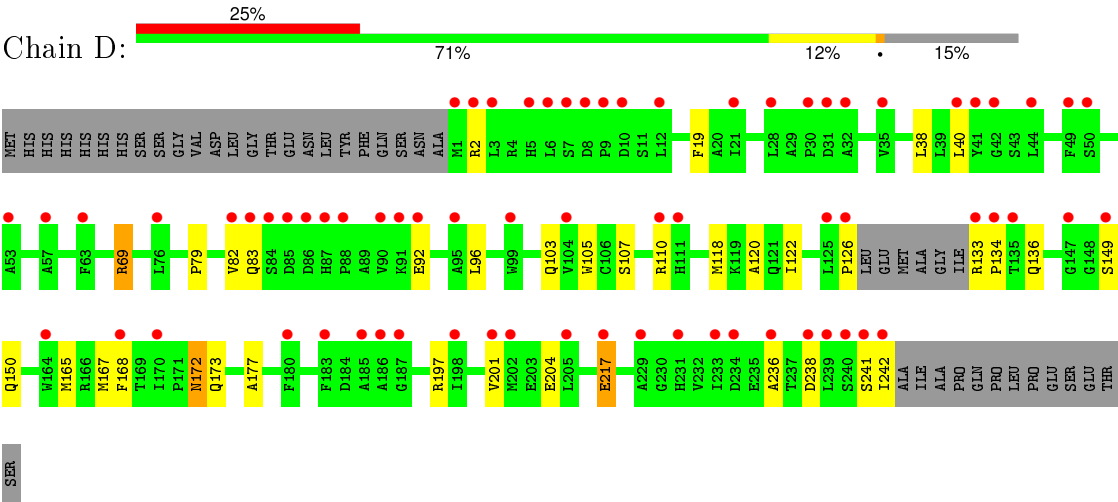 25%
Chain D:
71% 12% • 15%
MET HIS HIS HIS HIS HIS HIS SER SER GLY VAL ASP LEU GLY THR GLU ASN LEU TYR PHE GLN SER ASN ALA M1 R2 L3 R4 H5 L6 S7 D8 P9 D10 S11 L12 F19 A20 I21 L28 A29 P30 D31 A32 V35 L38 L39 L40 Y41 G42 S43 L44 F49 S50
A53 A57 F63 R69 L76 P79 V82 Q83 S84 D85 D86 H87 P88 A89 V90 K91 E92 A95 L96 W99 Q103 V104 W105 C106 S107 R110 H111 M118 K119 A120 Q121 I122 L125 P126 LEU GLU MET ALA GLY ILE R133 P134 T135 Q136 G147 G148 S149
Q150 W164 M165 R166 M167 F168 T169 I170 P171 N172 Q173 A177 F180 F183 D184 A185 A186 G187 R197 I198 V201 M202 E203 E204 L205 E217 A229 G230 H231 V232 I233 D234 E235 A236 T237 D238 L239 S240 S241 I242 ALA ILE ALA PRO GLN PRO PRO LEU PRO GLU SER GLU THR
SER